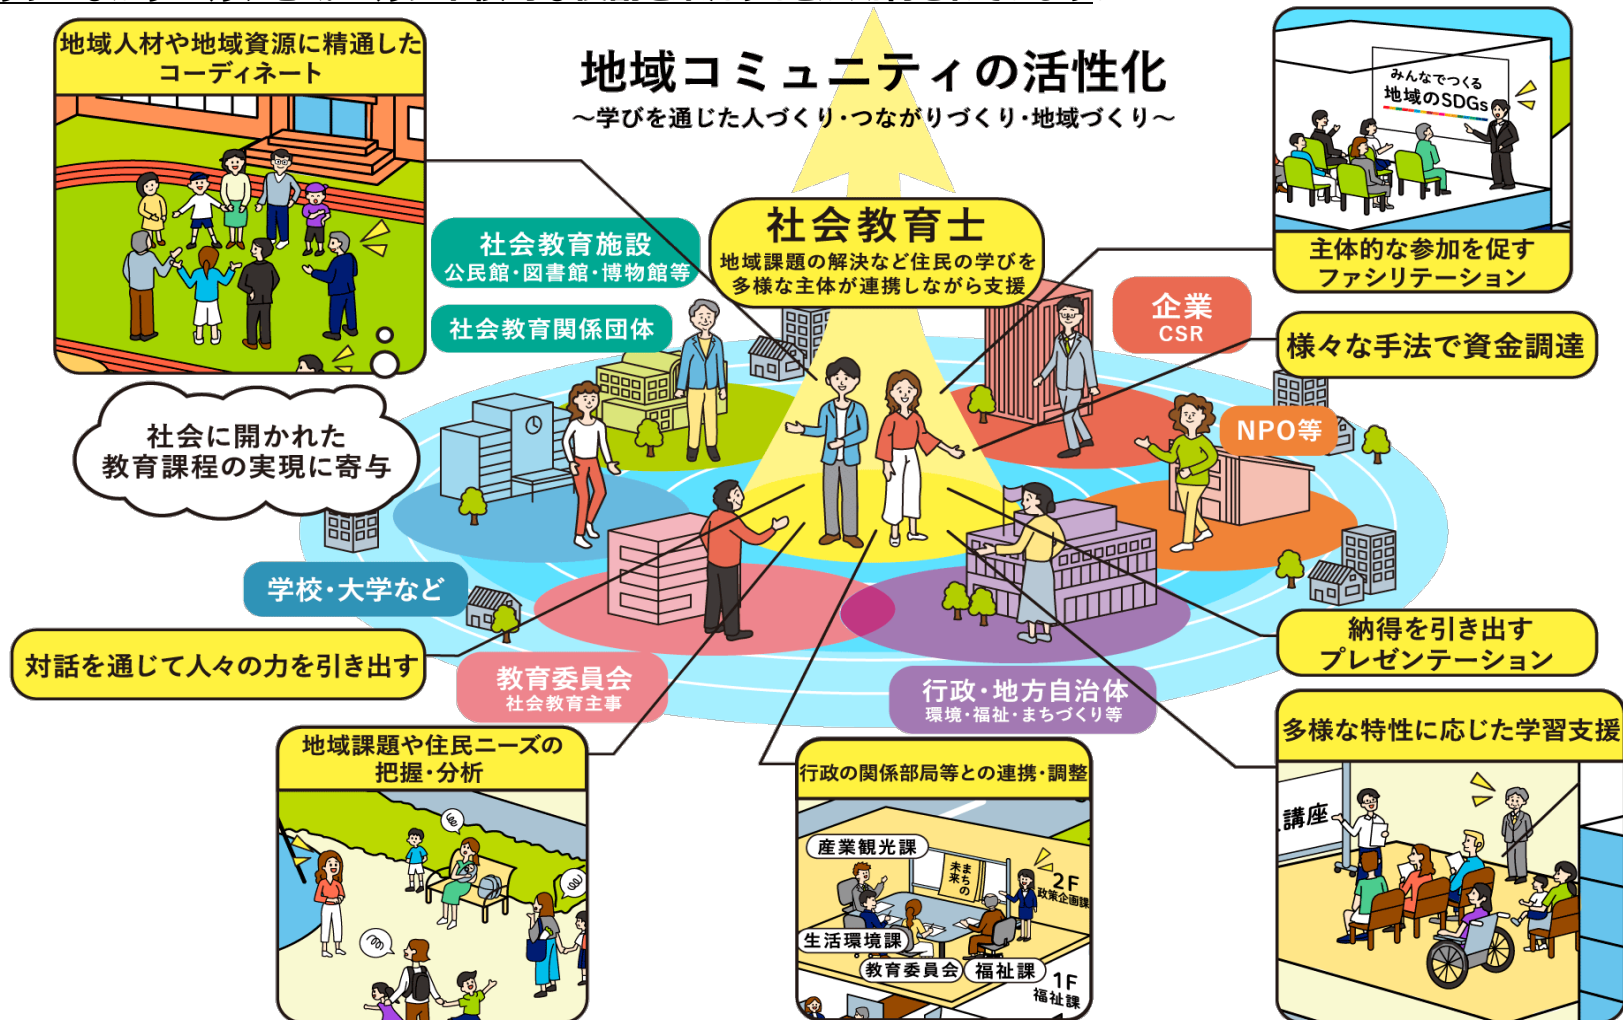 地域人材や地域資源に精通した
コーディネート
地域コミュニティの活性化
～学びを通じた人づくり・つながりづくり・地域づくり～
みんなでつくる
地域のSDGs
主体的な参加を促す
ファシリテーション
社会教育士
地域課題の解決など住民の学びを
多様な主体が連携しながら支援
社会教育施設
公民館・図書館・博物館等
社会教育関係団体
企業
CSR
様々な手法で資金調達
社会に開かれた
教育課程の実現に寄与
NPO等
学校・大学など
対話を通じて人々の力を引き出す
教育委員会
社会教育主事
行政・地方自治体
環境・福祉・まちづくり等
納得を引き出す
プレゼンテーション
地域課題や住民ニーズの
把握・分析
行政の関係部局等との連携・調整
産業観光課
まちの
未来
2F
政策企画課
生活環境課
教育委員会
福祉課
1F
福祉課
多様な特性に応じた学習支援
講座